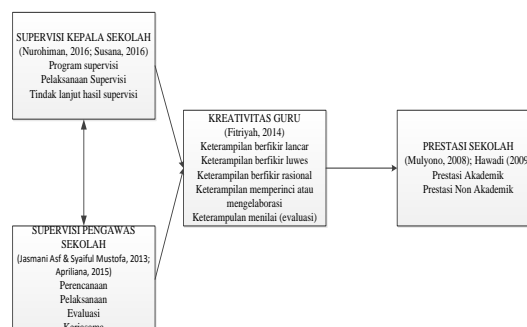 SUPERVISI KEPALA SEKOLAH
(Nurohiman, 2016; Susana, 2016)
Program supervisi
Pelaksanaan Supervisi
Tindak lanjut hasil supervisi
SUPERVISI PENGAWAS
SEKOLAH
(Jasmani Asf & Syaiful Mustofa, 2013;
Apriliana, 2015)
Perencanaan
Pelaksanaan
Evaluasi
Kerjasama
KREATIVITAS GURU
(Fitriyah, 2014)
Keterampilan berfikir lancar
Keterampilan berfikir luwes
Keterampilan berfikir rasional
Keterampilan memperinci atau
mengelaborasi
Keterampulan menilai (evaluasi)
PRESTASI SEKOLAH
(Mulyono, 2008); Hawadi (2009
Prestasi Akademik
Prestasi Non Akademik